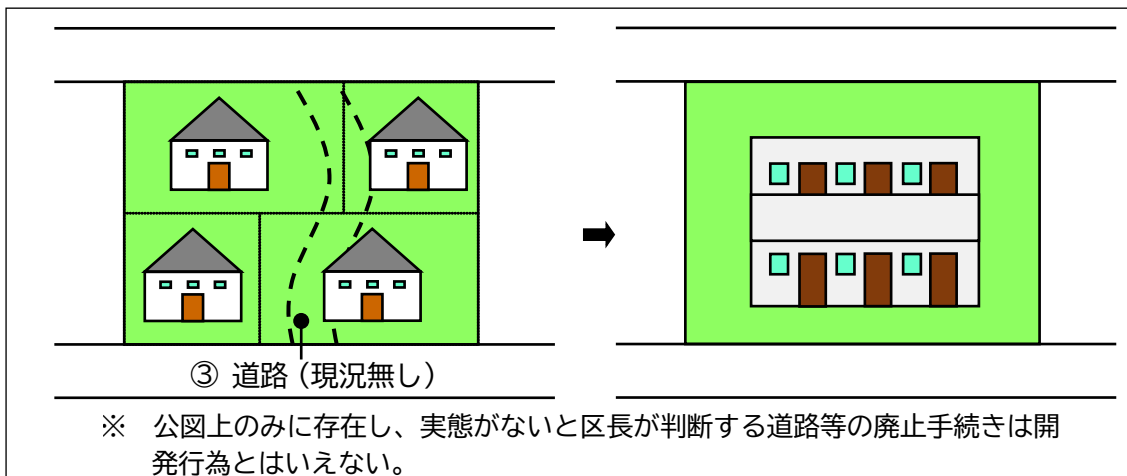 ③ 道路（現況無し）
※　公図上のみに存在し、実態がないと区長が判断する道路等の廃止手続きは開
発行為とはいえない。